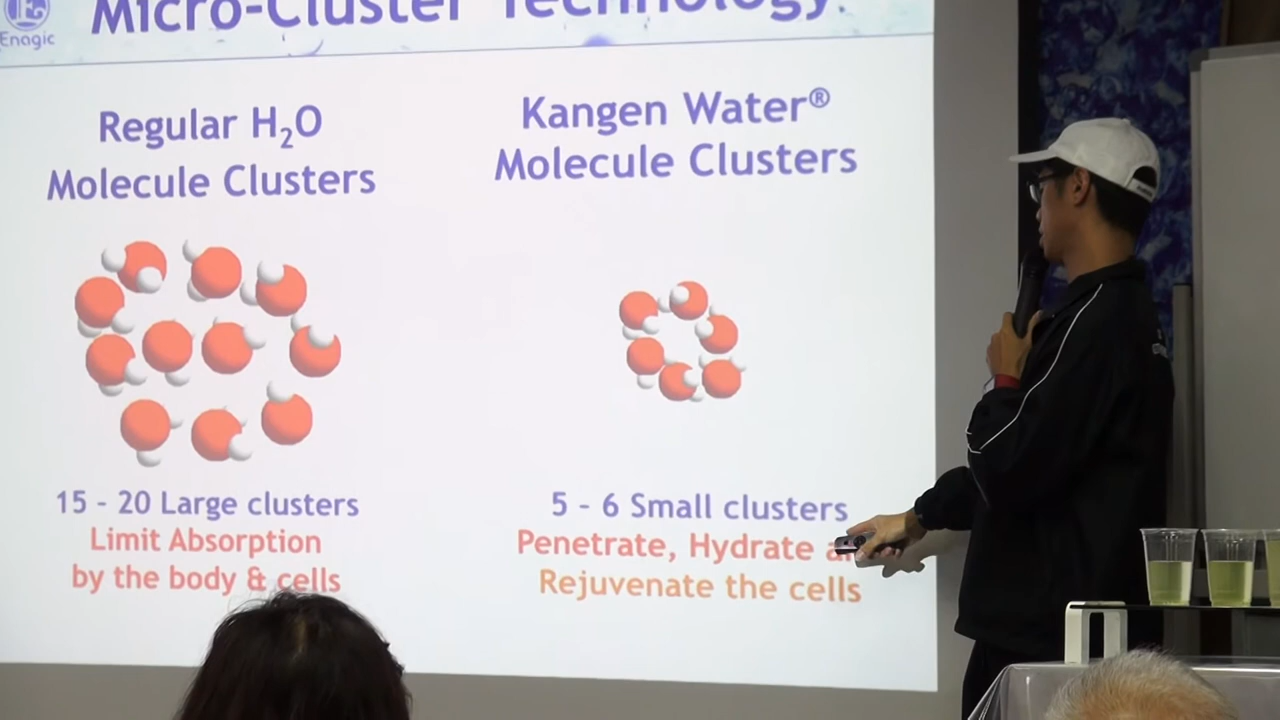 Enagic
Micro-Cluster Technology
Regular H₂O
Molecule Clusters
15 - 20 Large clusters
Limit Absorption
by the body & cells
Kangen Water®
Molecule Clusters
5 - 6 Small clusters
Penetrate, Hydrate
Rejuvenate the cells